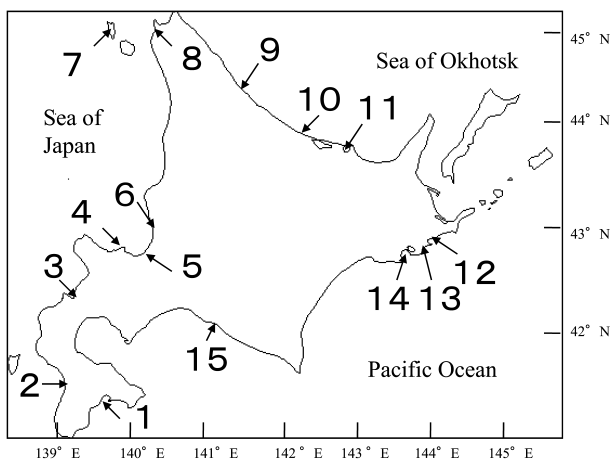 7
8
9
Sea of Okhotsk
45° N
10
11
Sea of
Japan
44° N
6
4
43° N
3
5
12
14
13
42° N
15
2
Pacific Ocean
1
139° E
140° E
141° E
142° E
143° E
144° E
145° E